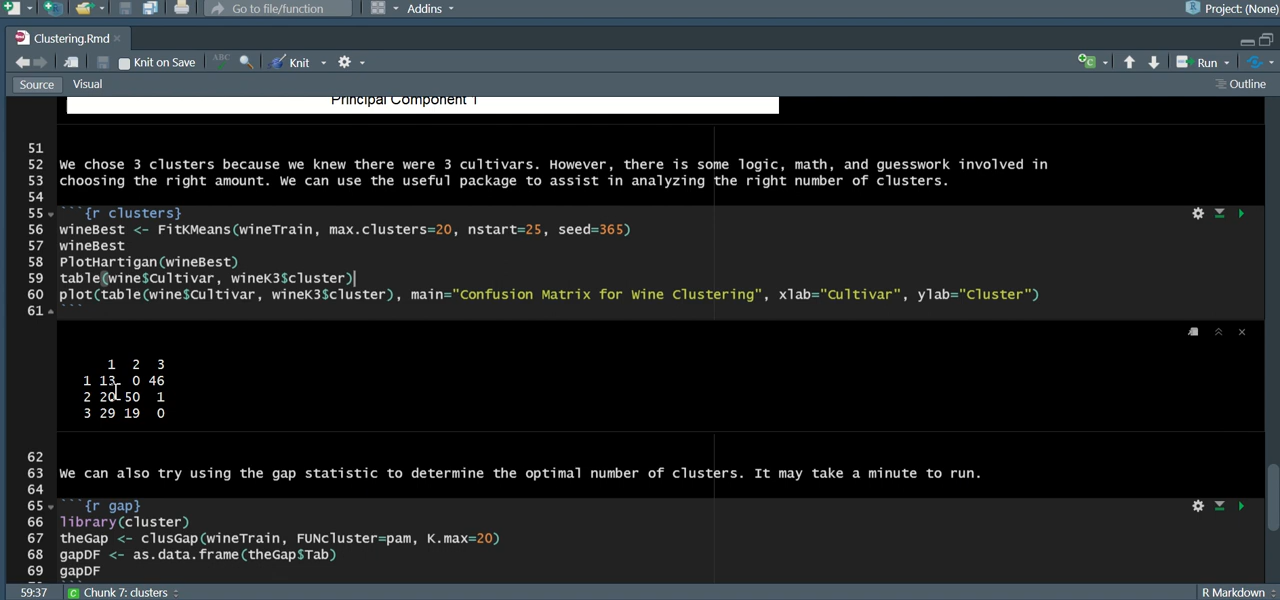 Go to file/function
Addins
Project: (None)
Clustering.Rmd
Knit on Save
ABC
Knit
Run
Source
Visual
Outline
Principal Component 1
51
52 We chose 3 clusters because we knew there were 3 cultivars. However, there is some logic, math, and guesswork involved in
53 choosing the right amount. We can use the useful package to assist in analyzing the right number of clusters.
54
55 ```{r clusters}
56 wineBest <- FitKMeans(wineTrain, max.clusters=20, nstart=25, seed=365)
57 wineBest
58 PlotHartigan(wineBest)
59 table(wine$Cultivar, wineK3$cluster)
60 plot(table(wine$Cultivar, wineK3$cluster), main="Confusion Matrix for Wine Clustering", xlab="Cultivar", ylab="Cluster")
61 ```
1 2 3
1 13 0 46
2 20 50 1
3 29 19 0
62
63 We can also try using the gap statistic to determine the optimal number of clusters. It may take a minute to run.
64
65 ```{r gap}
66 library(cluster)
67 theGap <- clusGap(wineTrain, FUNcluster=pam, K.max=20)
68 gapDF <- as.data.frame(theGap$Tab)
69 gapDF
59:37
C Chunk 7: clusters
R Markdown